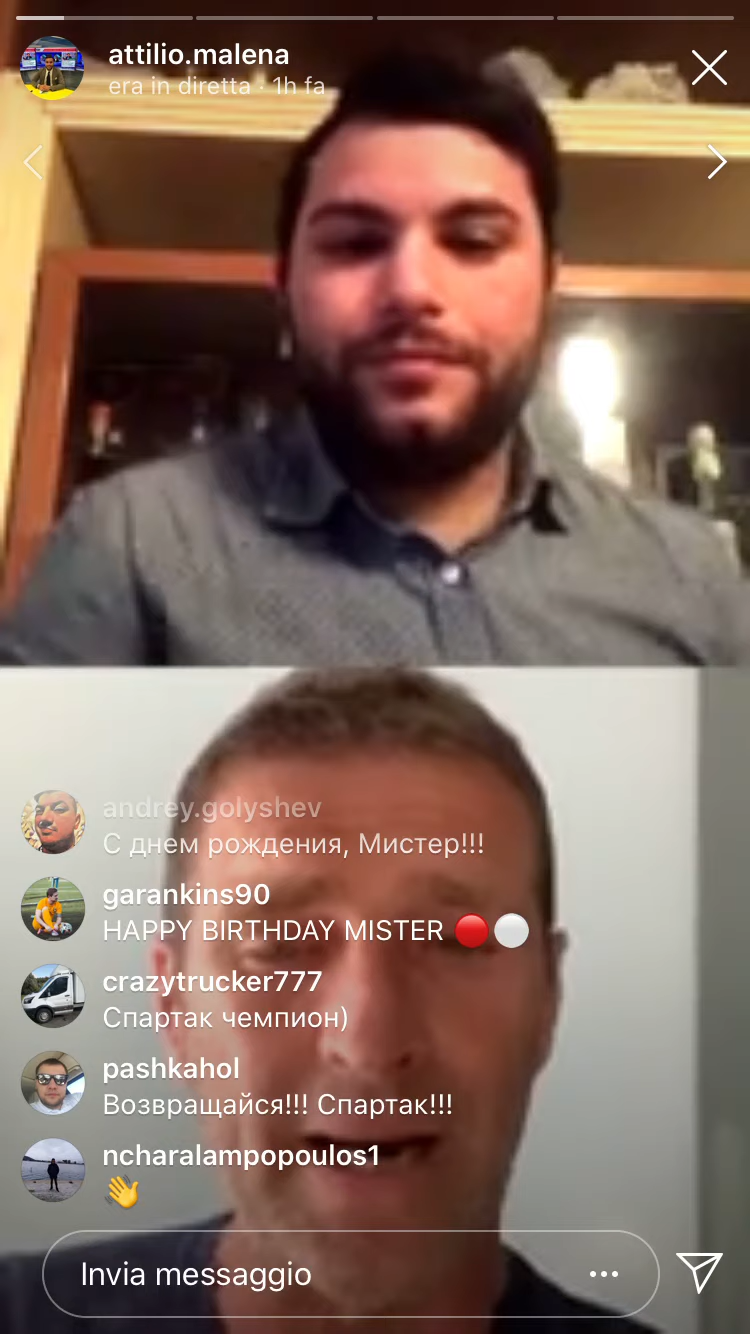 attilio.malena
era in diretta · 1h fa
andrey.golyshev
С днем рождения, Мистер!!!
garankins90
HAPPY BIRTHDAY MISTER 🔴⚪
crazytrucker777
Спартак чемпион)
pashkahol
Возвращайся!!! Спартак!!!
ncharalampopoulos1
👋
Invia messaggio